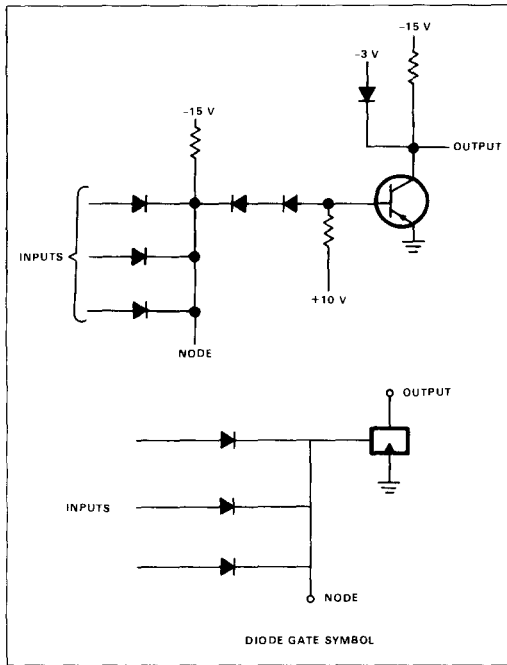 -15 V
-3 V
OUTPUT
-15 V
INPUTS
+10 V
NODE
OUTPUT
INPUTS
NODE
DIODE GATE SYMBOL